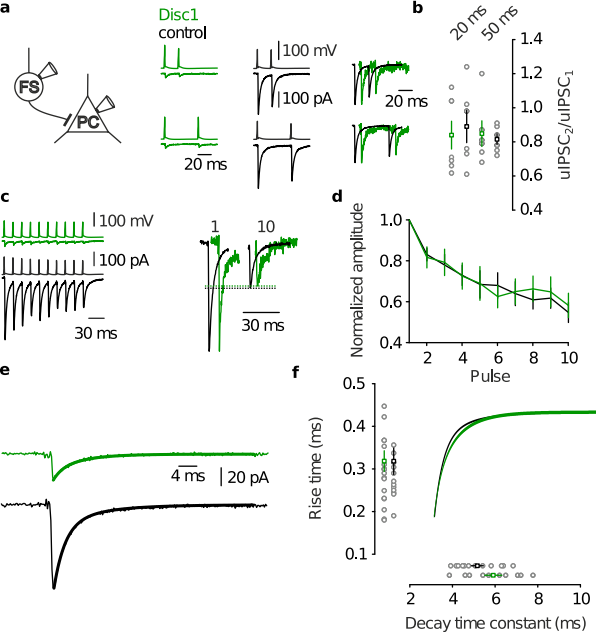 a
Disc1
control
FS
PC
100 mV
100 pA
20 ms
20 ms
b
20 ms
50 ms
1.4
1.2
1.0
0.8
0.6
0.4
uIPSC2/uIPSC1
c
100 mV
100 pA
30 ms
1
10
30 ms
d
1.0
0.8
0.6
0.4
Normalized amplitude
2
4
6
8
10
Pulse
e
4 ms
20 pA
f
0.5
0.4
0.3
0.2
0.1
Rise time (ms)
2
4
6
8
10
Decay time constant (ms)